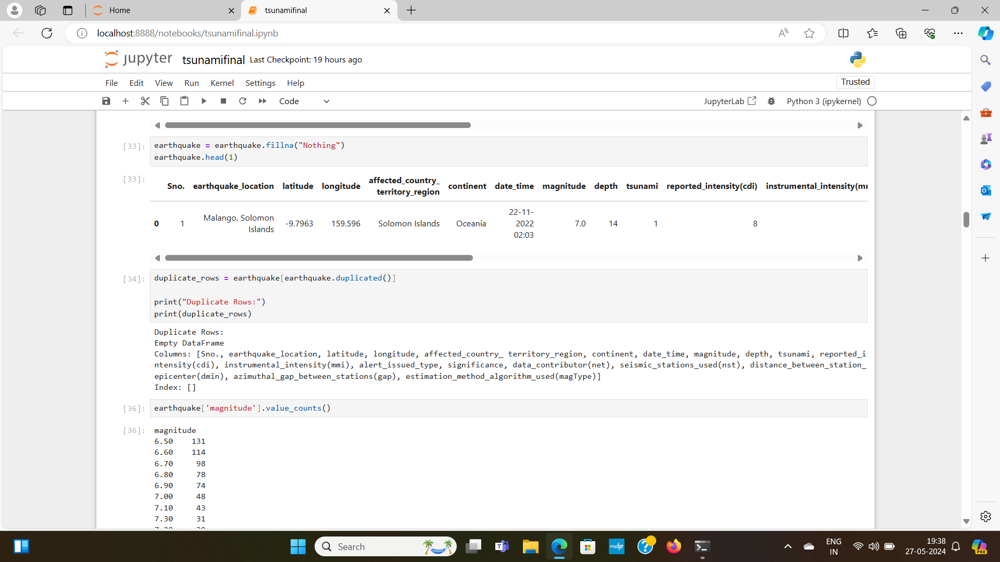 Home
tsunamifinal
localhost:8888/notebooks/tsunamifinal.ipynb
jupyter tsunamifinal Last Checkpoint: 19 hours ago
File Edit View Run Kernel Settings Help
Trusted
Code
JupyterLab
Python 3 (ipykernel)
[33]:
earthquake = earthquake.fillna("Nothing")
earthquake.head(1)
[33]:
Sno. earthquake_location latitude longitude affected_country_ territory_region continent date_time magnitude depth tsunami reported_intensity(cdi) instrumental_intensity(mr
0 1 Malango, Solomon Islands -9.7963 159.596 Solomon Islands Oceania 22-11-2022 02:03 7.0 14 1 8
[34]:
duplicate_rows = earthquake[earthquake.duplicated()]
print("Duplicate Rows:")
print(duplicate_rows)
Duplicate Rows:
Empty DataFrame
Columns: [Sno., earthquake_location, latitude, longitude, affected_country_ territory_region, continent, date_time, magnitude, depth, tsunami, reported_i
ntensity(cdi), instrumental_intensity(mmi), alert_issued_type, significance, data_contributor(net), seismic_stations_used(nst), distance_between_station_
epicenter(dmin), azimuthal_gap_between_stations(gap), estimation_method_algorithm_used(magType)]
Index: []
[36]:
earthquake['magnitude'].value_counts()
[36]:
magnitude
6.50 131
6.60 114
6.70 98
6.80 78
6.90 74
7.00 48
7.10 43
7.30 31
Search
myhp
ENG
IN
19:38
27-05-2024
PRE